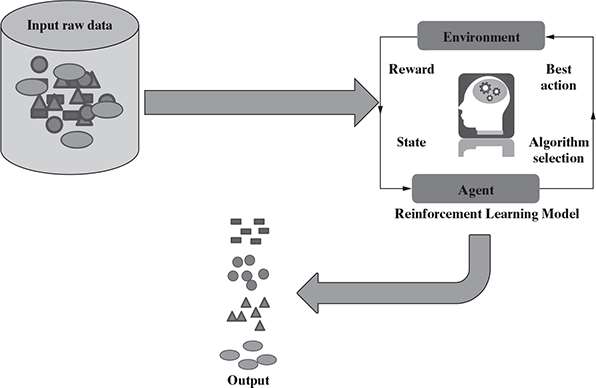 Input raw data
Environment
Reward
Best
action
State
Algorithm
selection
Agent
Reinforcement Learning Model
Output